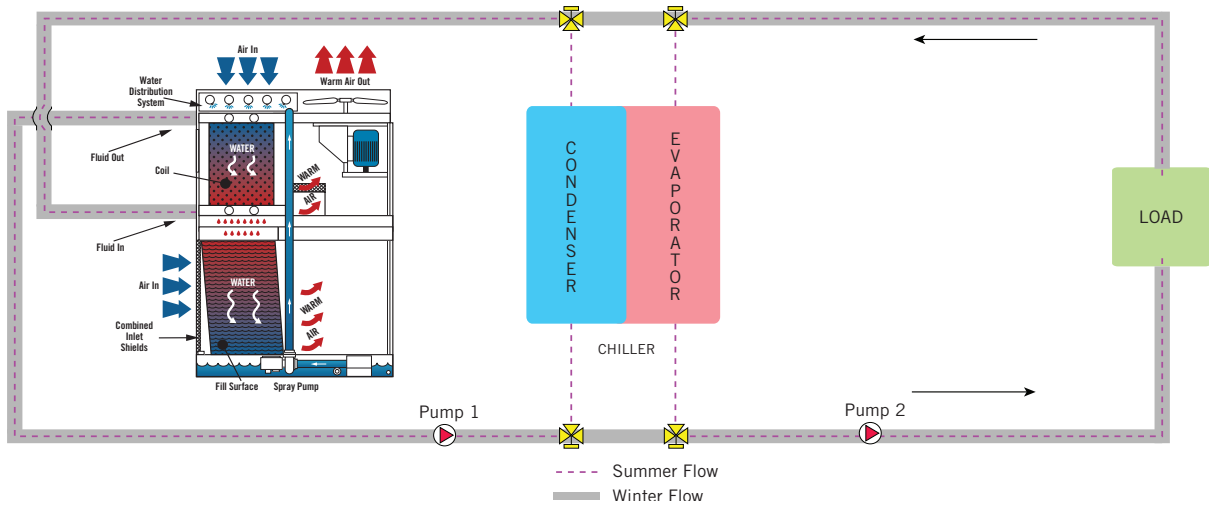 Air In
Warm Air Out
Water
Distribution
System
Fluid Out
WATER
Coil
WARM
AIR
Fluid In
Air In
WATER
WARM
AIR
Combined
Inlet
Shields
Fill Surface
Spray Pump
CONDENSER
EVAPORATOR
CHILLER
LOAD
Pump 1
Pump 2
Summer Flow
Winter Flow